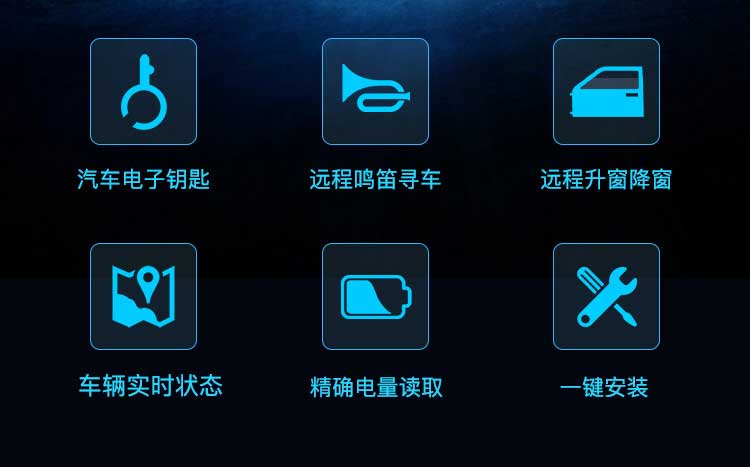 汽车电子钥匙
远程鸣笛寻车
远程升窗降窗
车辆实时状态
精确电量读取
一键安装